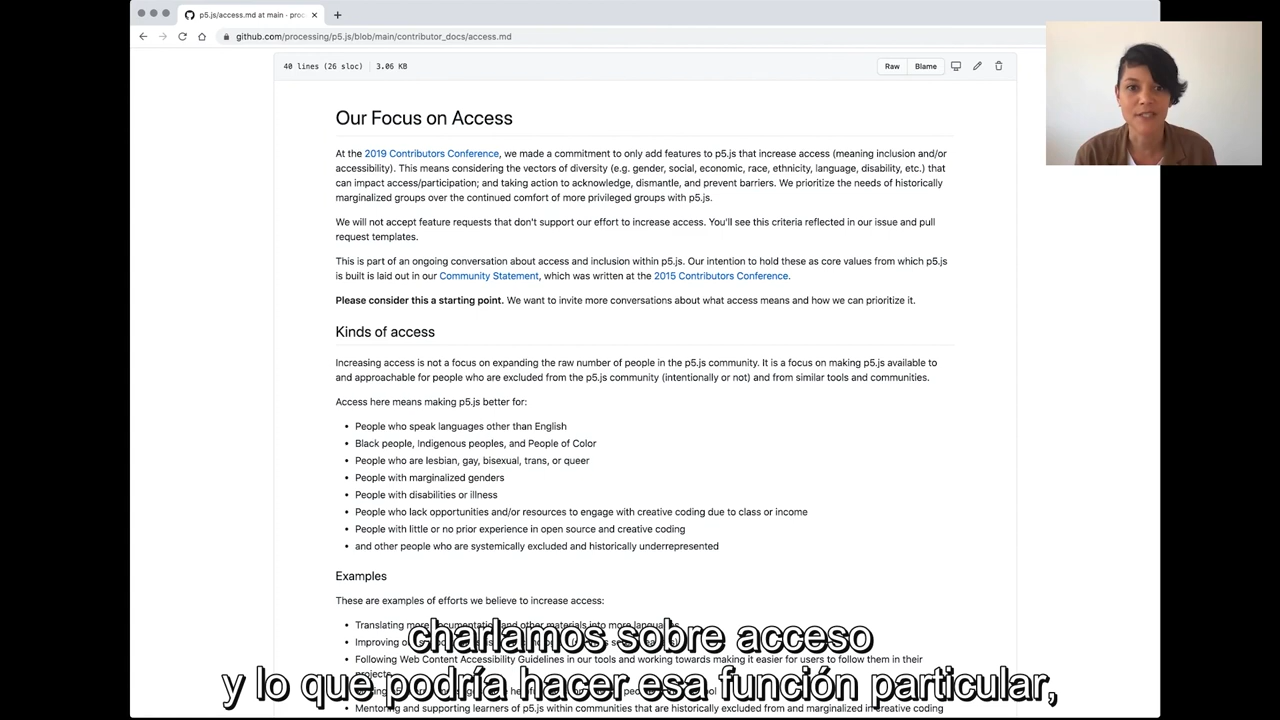 p5.js/access.md at main · proc
github.com/processing/p5.js/blob/main/contributor_docs/access.md
40 lines (26 sloc) 3.06 KB
Raw Blame
Our Focus on Access
At the 2019 Contributors Conference, we made a commitment to only add features to p5.js that increase access (meaning inclusion and/or
accessibility). This means considering the vectors of diversity (e.g. gender, social, economic, race, ethnicity, language, disability, etc.) that
can impact access/participation; and taking action to acknowledge, dismantle, and prevent barriers. We prioritize the needs of historically
marginalized groups over the continued comfort of more privileged groups with p5.js.
We will not accept feature requests that don't support our effort to increase access. You'll see this criteria reflected in our issue and pull
request templates.
This is part of an ongoing conversation about access and inclusion within p5.js. Our intention to hold these as core values from which p5.js
is built is laid out in our Community Statement, which was written at the 2015 Contributors Conference.
Please consider this a starting point. We want to invite more conversations about what access means and how we can prioritize it.
Kinds of access
Increasing access is not a focus on expanding the raw number of people in the p5.js community. It is a focus on making p5.js available to
and approachable for people who are excluded from the p5.js community (intentionally or not) and from similar tools and communities.
Access here means making p5.js better for:
• People who speak languages other than English
• Black people, Indigenous peoples, and People of Color
• People who are lesbian, gay, bisexual, trans, or queer
• People with marginalized genders
• People with disabilities or illness
• People who lack opportunities and/or resources to engage with creative coding due to class or income
• People with little or no prior experience in open source and creative coding
• and other people who are systemically excluded and historically underrepresented
Examples
These are examples of efforts we believe to increase access:
• Translating more and other materials into more
• Improving
• Following Web Content Accessibility Guidelines in our tools and working towards making it easier for users to follow them in their
• Mentoring and supporting learners of p5.js within communities that are historically excluded from and marginalized in creative coding
charlamos sobre acceso
y lo que podría hacer esa función particular,